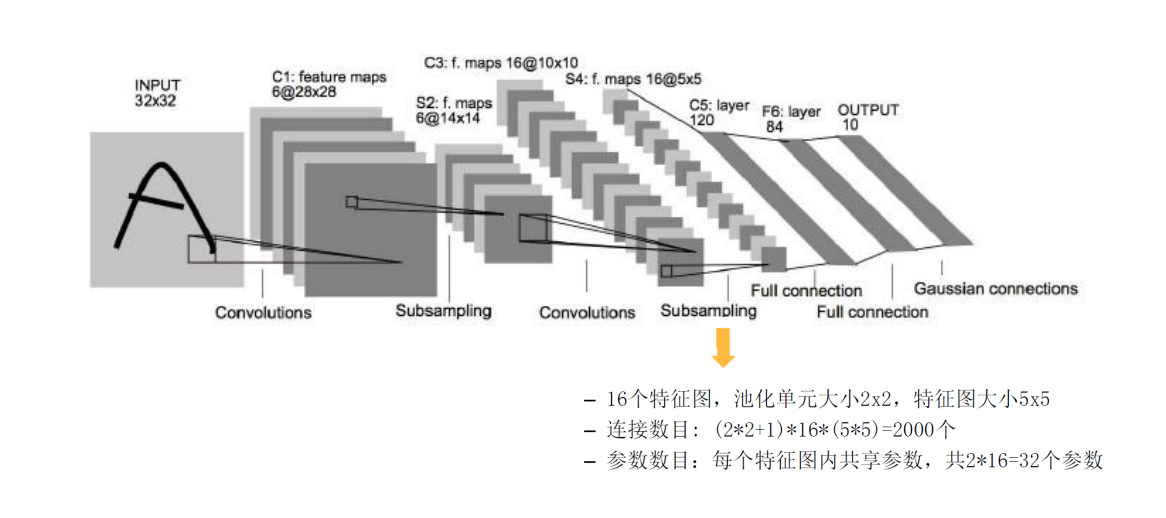 INPUT
32x32
C1: feature maps
6@28x28
S2: f. maps
6@14x14
C3: f. maps 16@10x10
S4: f. maps 16@5x5
C5: layer
120
F6: layer
84
OUTPUT
10
Convolutions
Subsampling
Convolutions
Subsampling
Full connection
Full connection
Gaussian connections
– 16个特征图，池化单元大小2x2，特征图大小5x5
– 连接数目：(2*2+1)*16*(5*5)=2000个
– 参数数目：每个特征图内共享参数，共2*16=32个参数